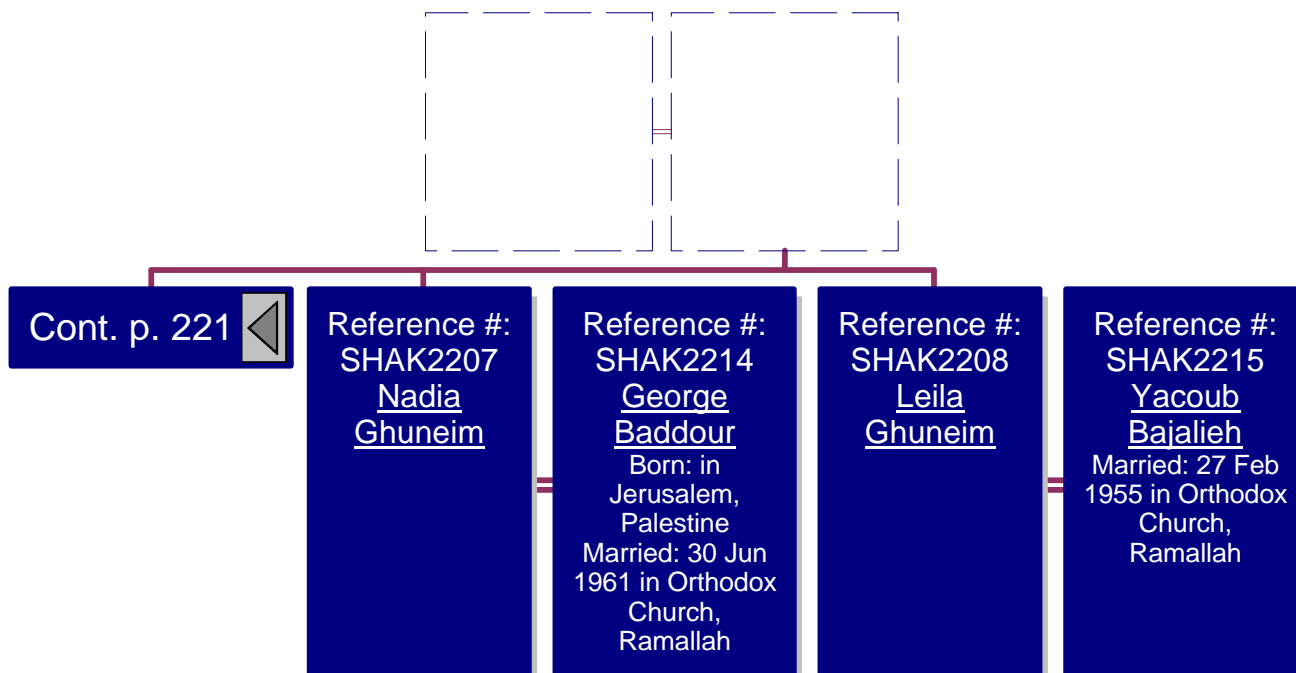 Cont. p. 221
Reference #:
SHAK2207
Nadia
Ghuneim
Reference #:
SHAK2214
George
Baddour
Born: in
Jerusalem,
Palestine
Married: 30 Jun
1961 in Orthodox
Church,
Ramallah
Reference #:
SHAK2208
Leila
Ghuneim
Reference #:
SHAK2215
Yacoub
Bajalieh
Married: 27 Feb
1955 in Orthodox
Church,
Ramallah